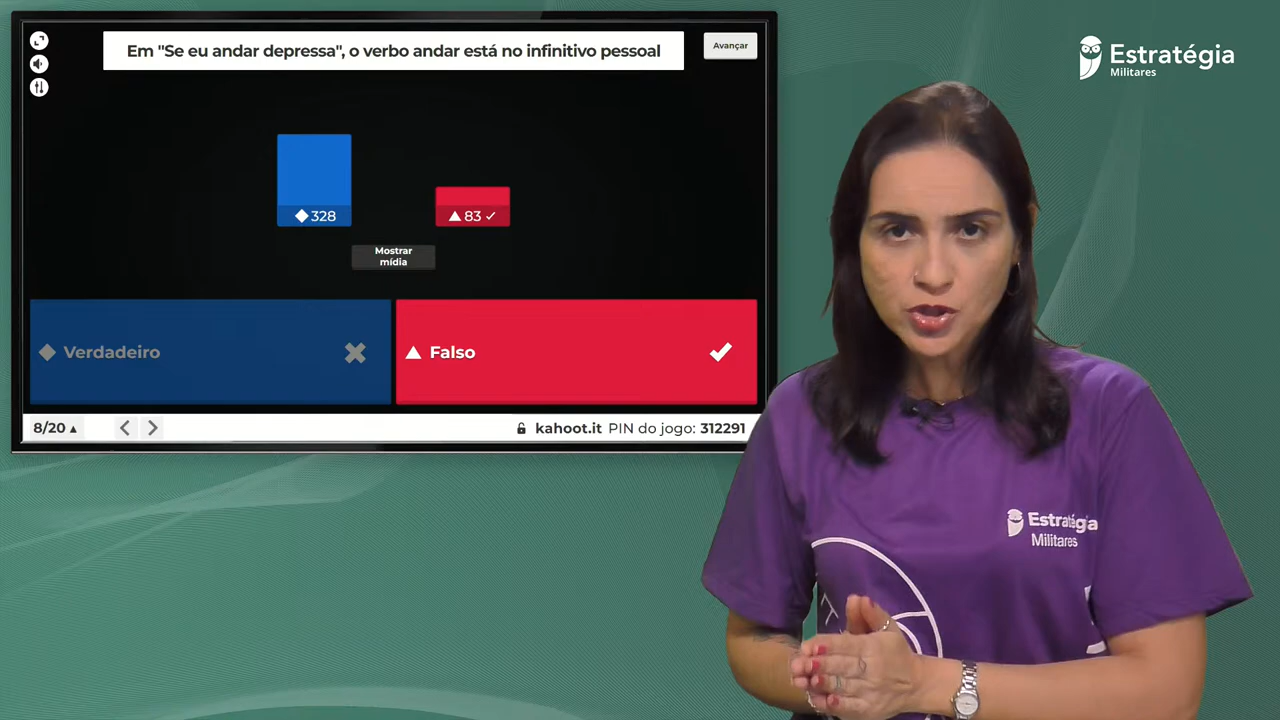 Em "Se eu andar depressa", o verbo andar está no infinitivo pessoal
Avançar
328
83
Mostrar
mídia
Verdadeiro
Falso
8/20
kahoot.it PIN do jogo: 312291
Estratégia
Militares
Estratégia
Militares